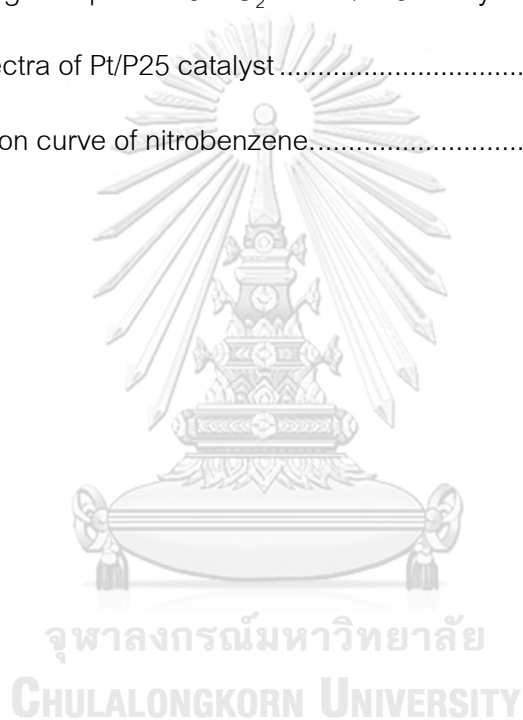 ectra of Pt/P25 catalyst..............................
on curve of nitrobenzene..........................
จุฬาลงกรณ์มหาวิทยาลัย
CHULALONGKORN UNIVERSITY